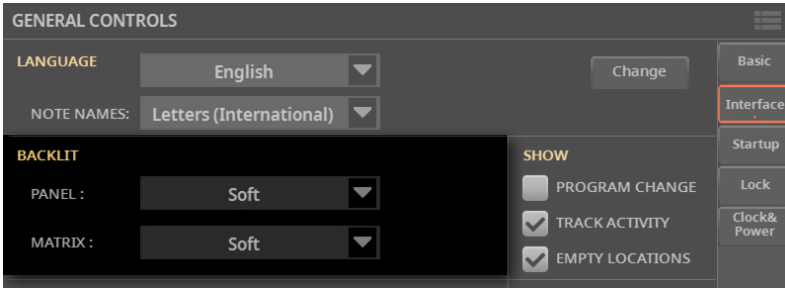 GENERAL CONTROLS
LANGUAGE
English
Change
NOTE NAMES: Letters (International)
BACKLIT
PANEL : Soft
MATRIX : Soft
SHOW
PROGRAM CHANGE
TRACK ACTIVITY
EMPTY LOCATIONS
Basic
Interface
Startup
Lock
Clock&
Power